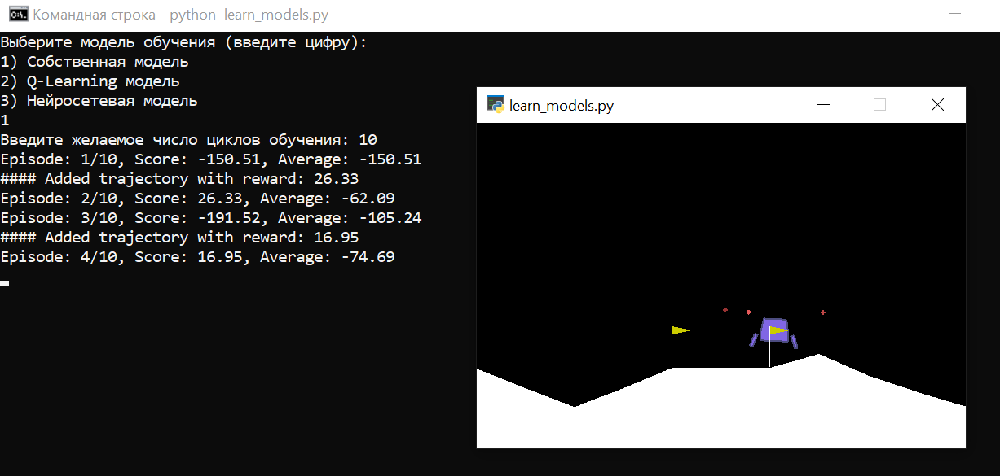 Командная строка - python learn_models.py
Выберите модель обучения (введите цифру):
1) Собственная модель
2) Q-Learning модель
3) Нейросетевая модель
1
Введите желаемое число циклов обучения: 10
Episode: 1/10, Score: -150.51, Average: -150.51
#### Added trajectory with reward: 26.33
Episode: 2/10, Score: 26.33, Average: -62.09
Episode: 3/10, Score: -191.52, Average: -105.24
#### Added trajectory with reward: 16.95
Episode: 4/10, Score: 16.95, Average: -74.69
learn_models.py